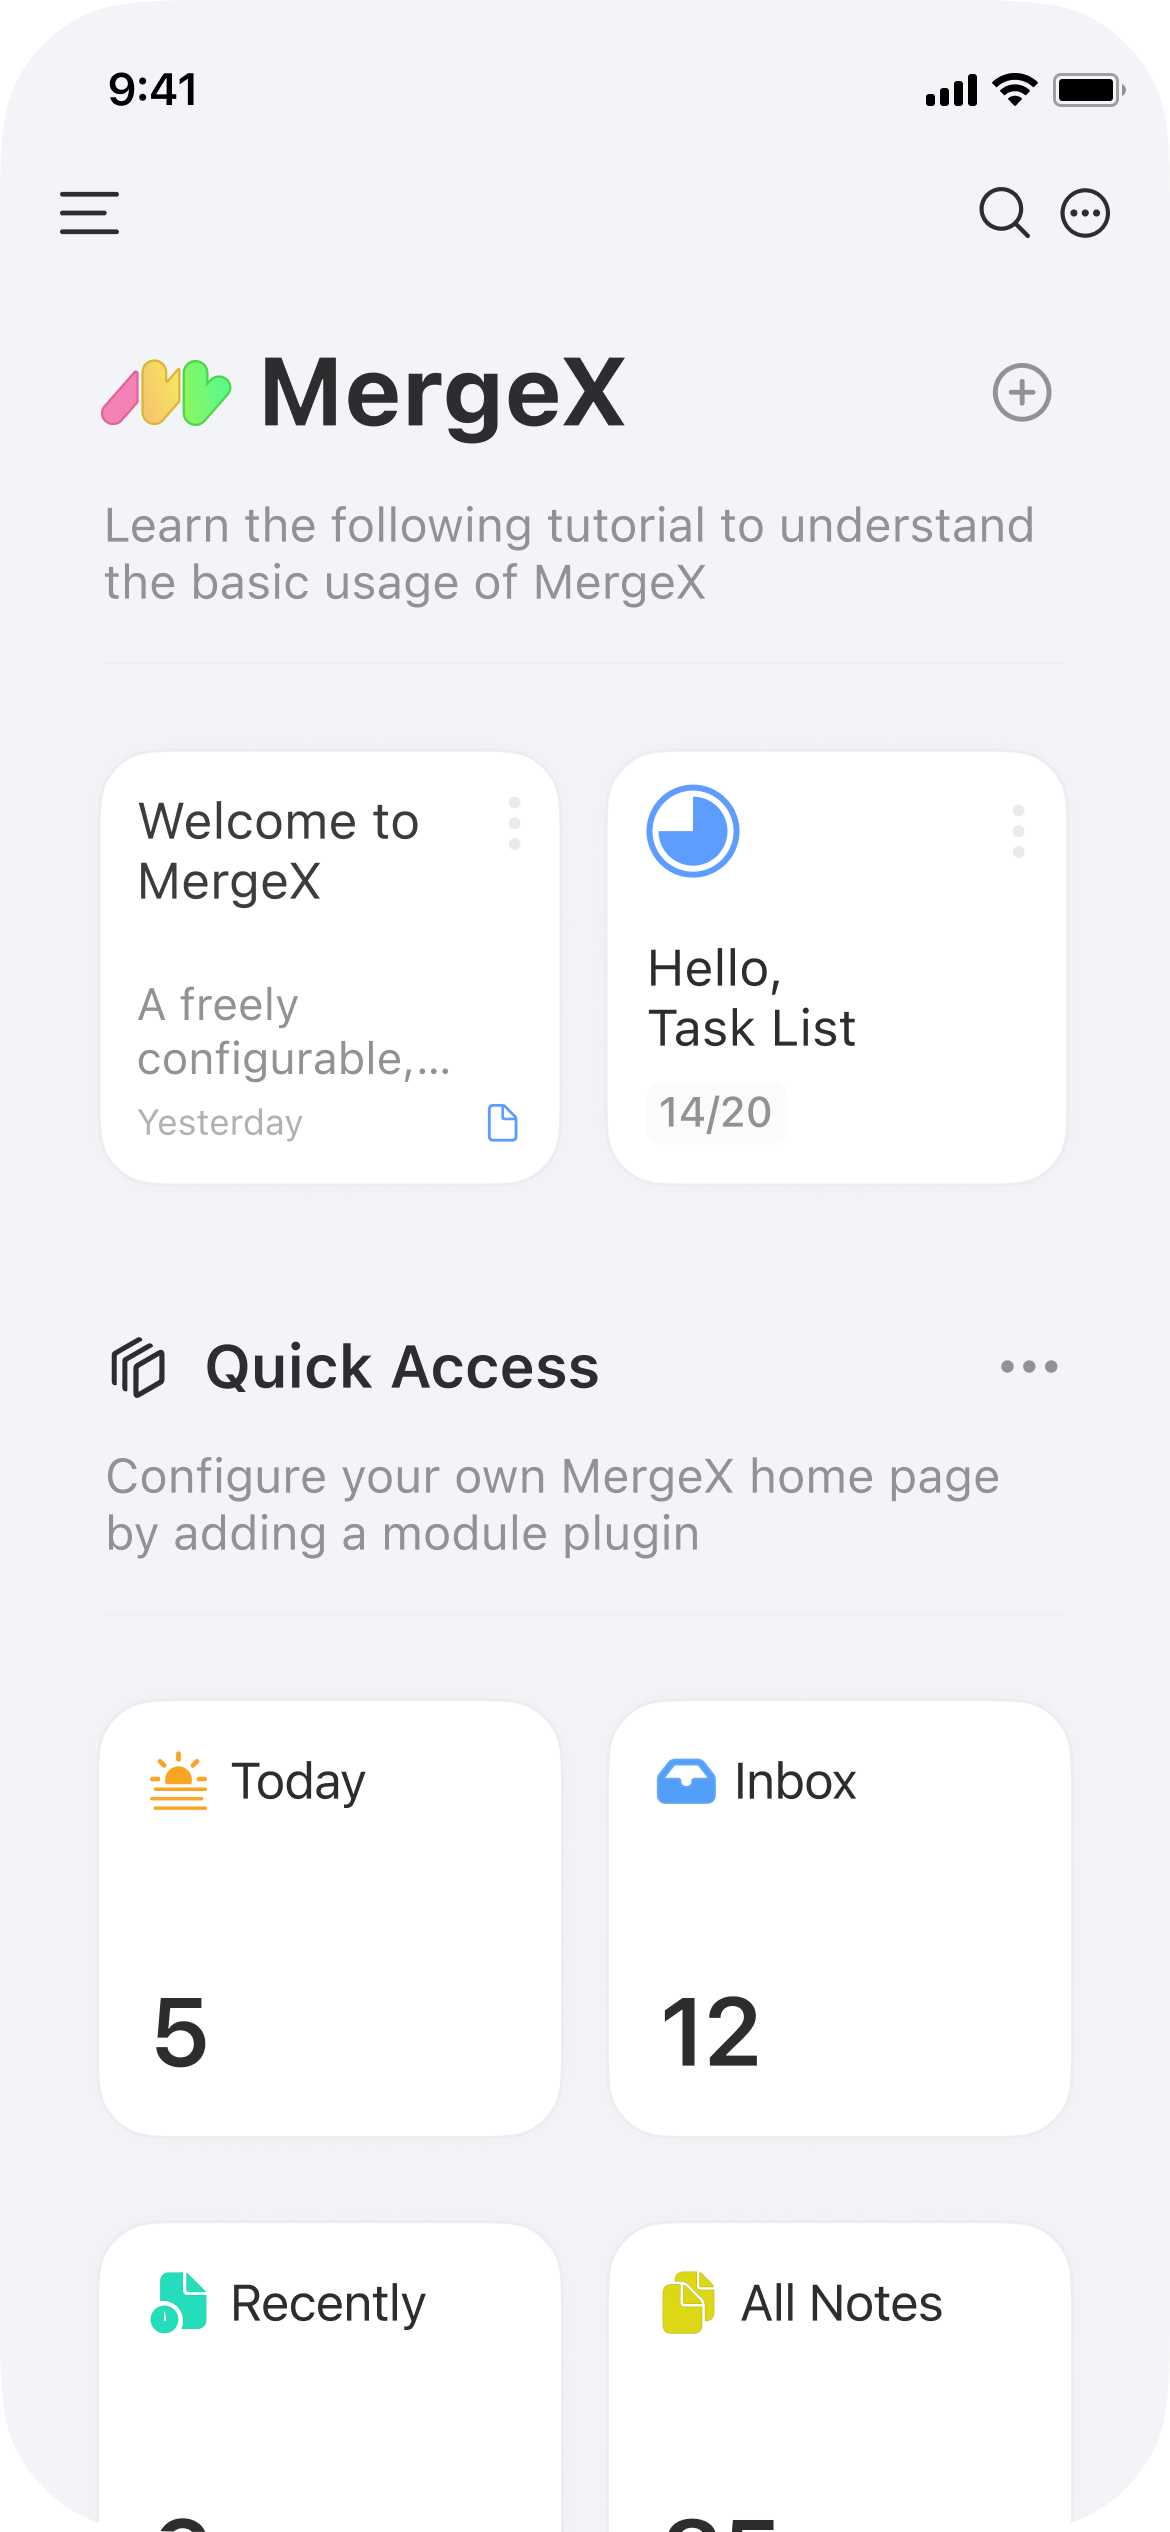 9:41
MergeX
Learn the following tutorial to understand
the basic usage of MergeX
Welcome to
MergeX
A freely
configurable,...
Yesterday
Hello,
Task List
14/20
Quick Access
Configure your own MergeX home page
by adding a module plugin
Today
5
Inbox
12
Recently
All Notes